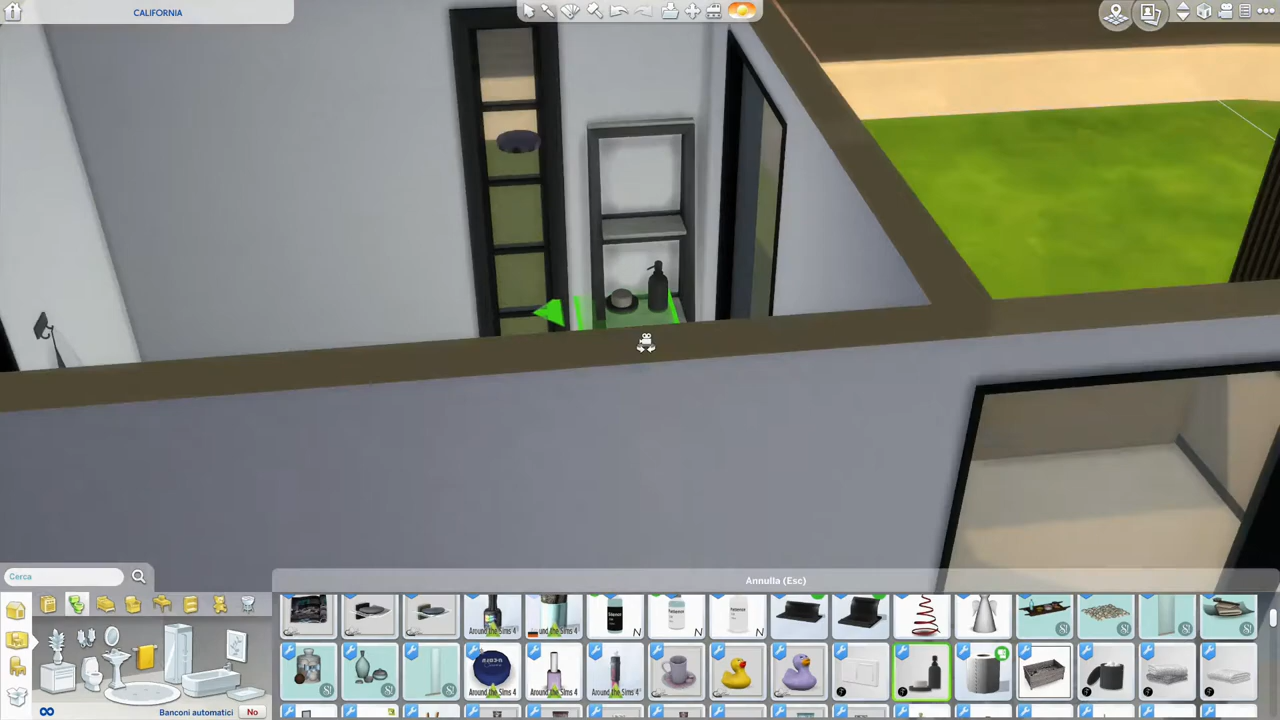 CALIFORNIA
Annulla (Esc)
Cerca
Around the Sims 4
Around the Sims 4
N
N
N
Around the Sims 4
Around the Sims 4
Around the Sims 4
Banconi automatici No